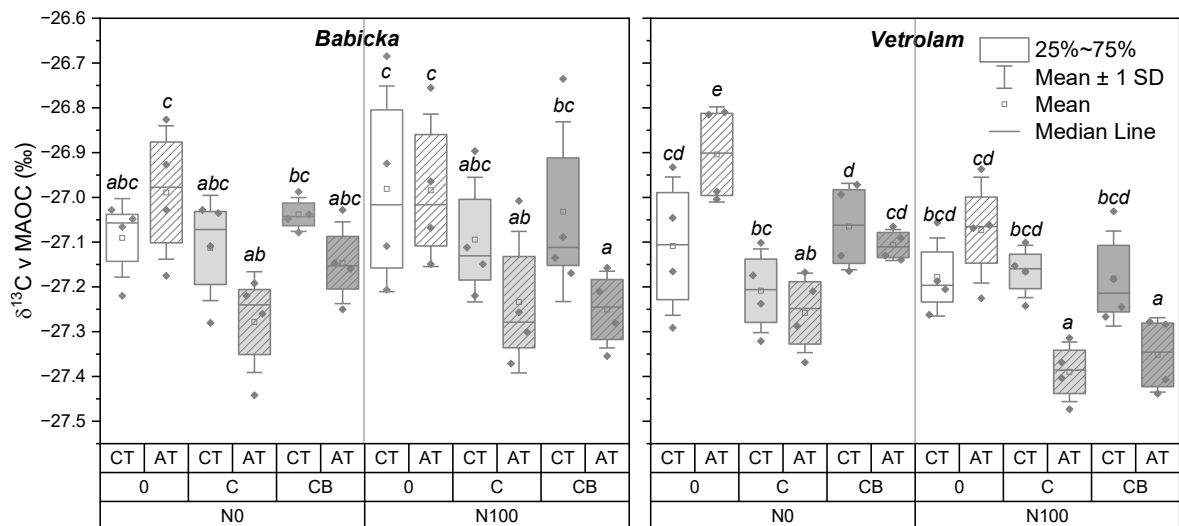 δ¹³C v MAOC (‰)
−26.6
−26.7
−26.8
−26.9
−27.0
−27.1
−27.2
−27.3
−27.4
−27.5
Babicka
abc
c
abc
ab
bc
abc
c
c
abc
ab
bc
a
CT AT CT AT CT AT CT AT CT AT CT AT
0 C CB 0 C CB
N0 N100
Vetrolam
25%~75%
Mean ± 1 SD
Mean
Median Line
cd
e
bc
ab
d
cd
bcd
cd
bcd
a
bcd
a
CT AT CT AT CT AT CT AT CT AT CT AT
0 C CB 0 C CB
N0 N100